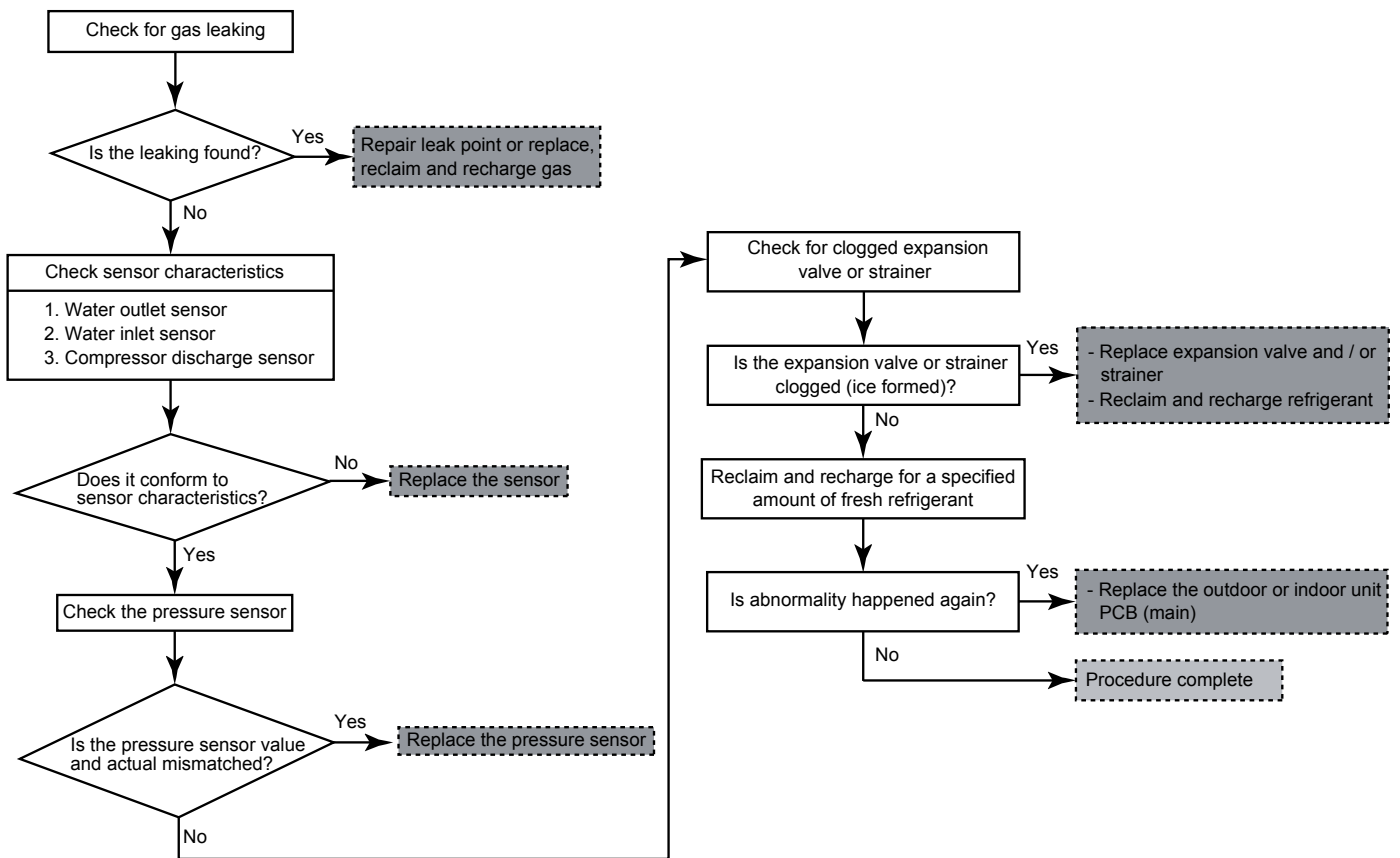 Check for gas leaking
Is the leaking found?
Yes
Repair leak point or replace,
reclaim and recharge gas
No
Check sensor characteristics
1. Water outlet sensor
2. Water inlet sensor
3. Compressor discharge sensor
Does it conform to
sensor characteristics?
No
Replace the sensor
Yes
Check the pressure sensor
Is the pressure sensor value
and actual mismatched?
Yes
Replace the pressure sensor
No
Check for clogged expansion
valve or strainer
Is the expansion valve or strainer
clogged (ice formed)?
Yes
- Replace expansion valve and / or
strainer
- Reclaim and recharge refrigerant
No
Reclaim and recharge for a specified
amount of fresh refrigerant
Is abnormality happened again?
Yes
- Replace the outdoor or indoor unit
PCB (main)
No
Procedure complete